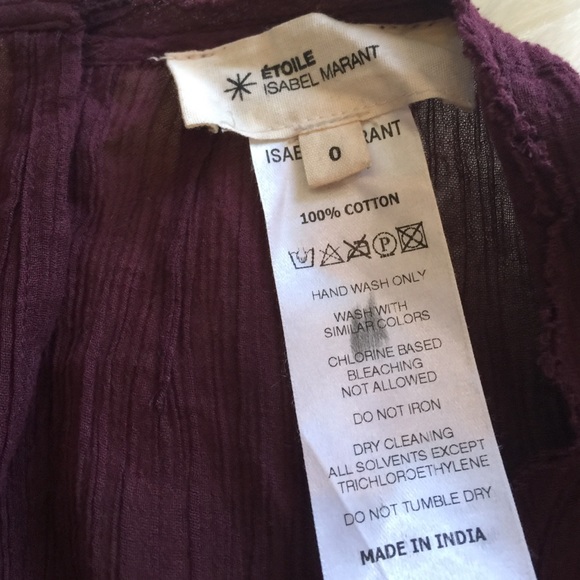 ÉTOILE
ISABEL MARANT
0
ISAB RANT
100% COTTON
P
HAND WASH ONLY
WASH WITH
SIMILAR COLORS
CHLORINE BASED
BLEACHING
NOT ALLOWED
DO NOT IRON
DRY CLEANING
ALL SOLVENTS EXCEPT
TRICHLOROETHYLENE
DO NOT TUMBLE DRY
MADE IN INDIA